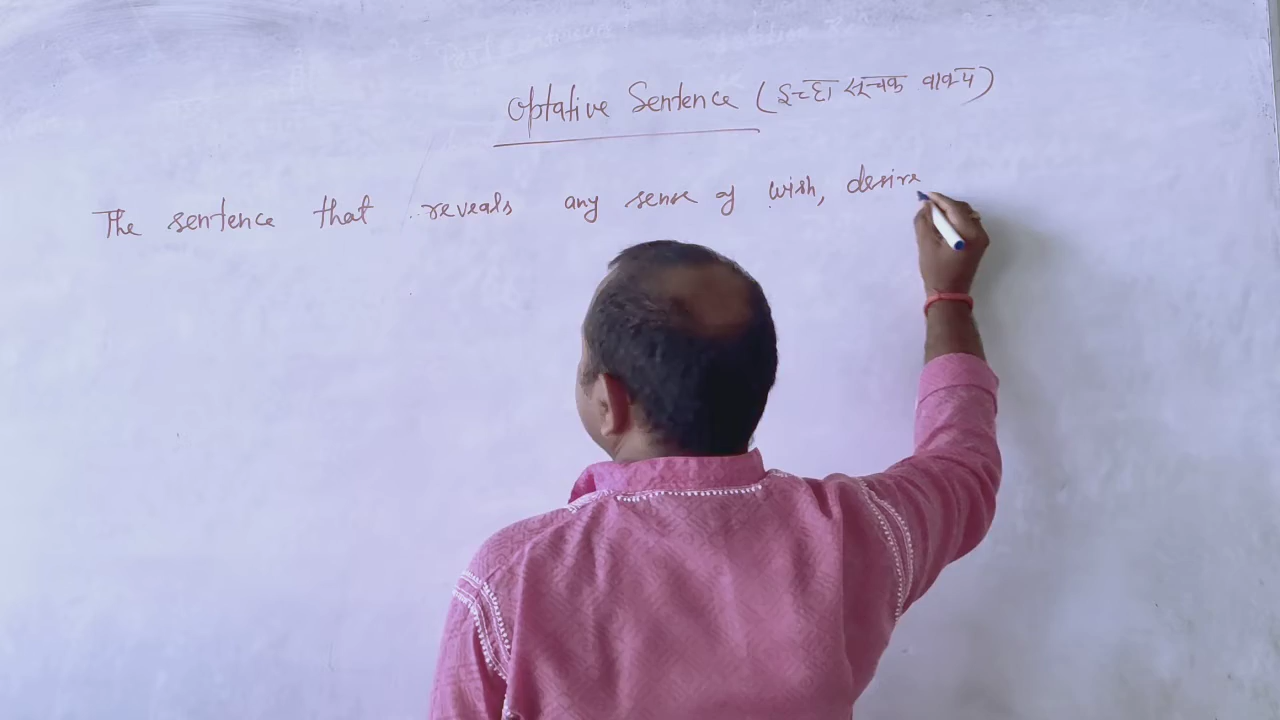 Optative Sentence (इच्छा सूचक वाक्य)
The sentence that reveals any sense of wish, desire